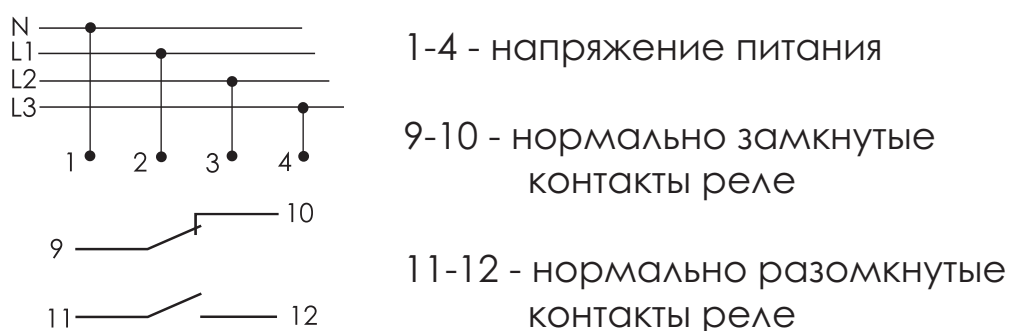 N
L1
L2
L3
1 2 3 4
1-4 - напряжение питания
9-10 - нормально замкнутые
контакты реле
10
9
11-12 - нормально разомкнутые
контакты реле
11 12